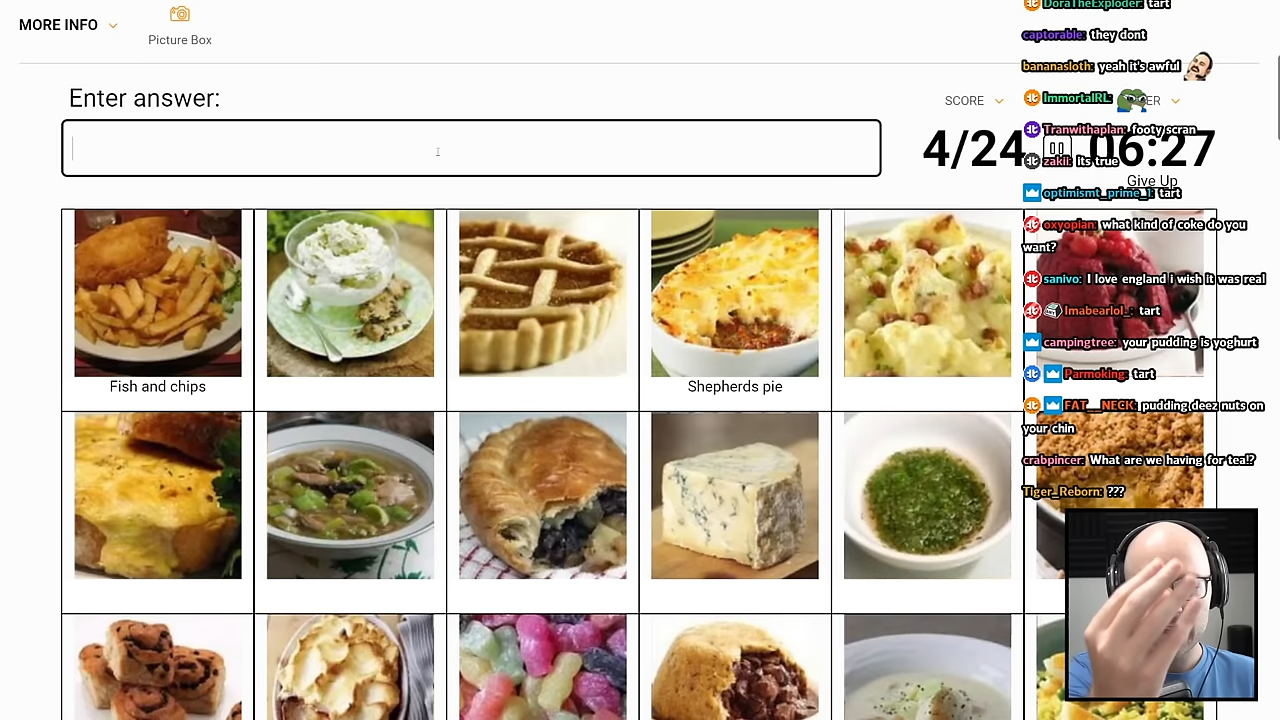 MORE INFO
Picture Box
Enter answer:
SCORE
ER
4/24
06:27
Give Up
Fish and chips
Shepherds pie
DoraTheExploder: tart
captorable: they dont
bananasloth: yeah it's awful
ImmortalRL:
Tranwithaplan: footy scran
zakii: Its true
optimismt_prime_1: tart
oxyopian: what kind of coke do you
want?
sanivo: I love england i wish it was real
Imabearlol_: tart
campingtree: your pudding is yoghurt
Parmoking: tart
FAT__NECK: pudding deez nuts on
your chin
crabpincer: What are we having for tea!?
Tiger_Reborn: ???